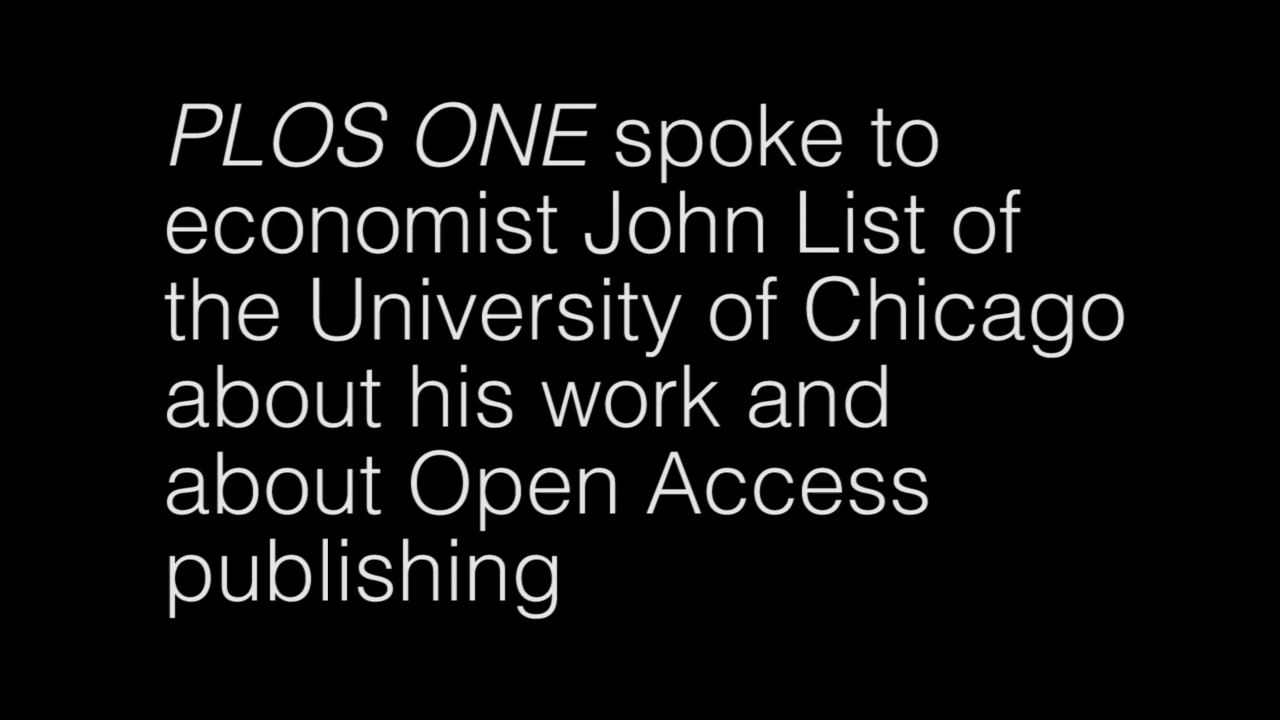 PLOS ONE spoke to
economist John List of
the University of Chicago
about his work and
about Open Access
publishing